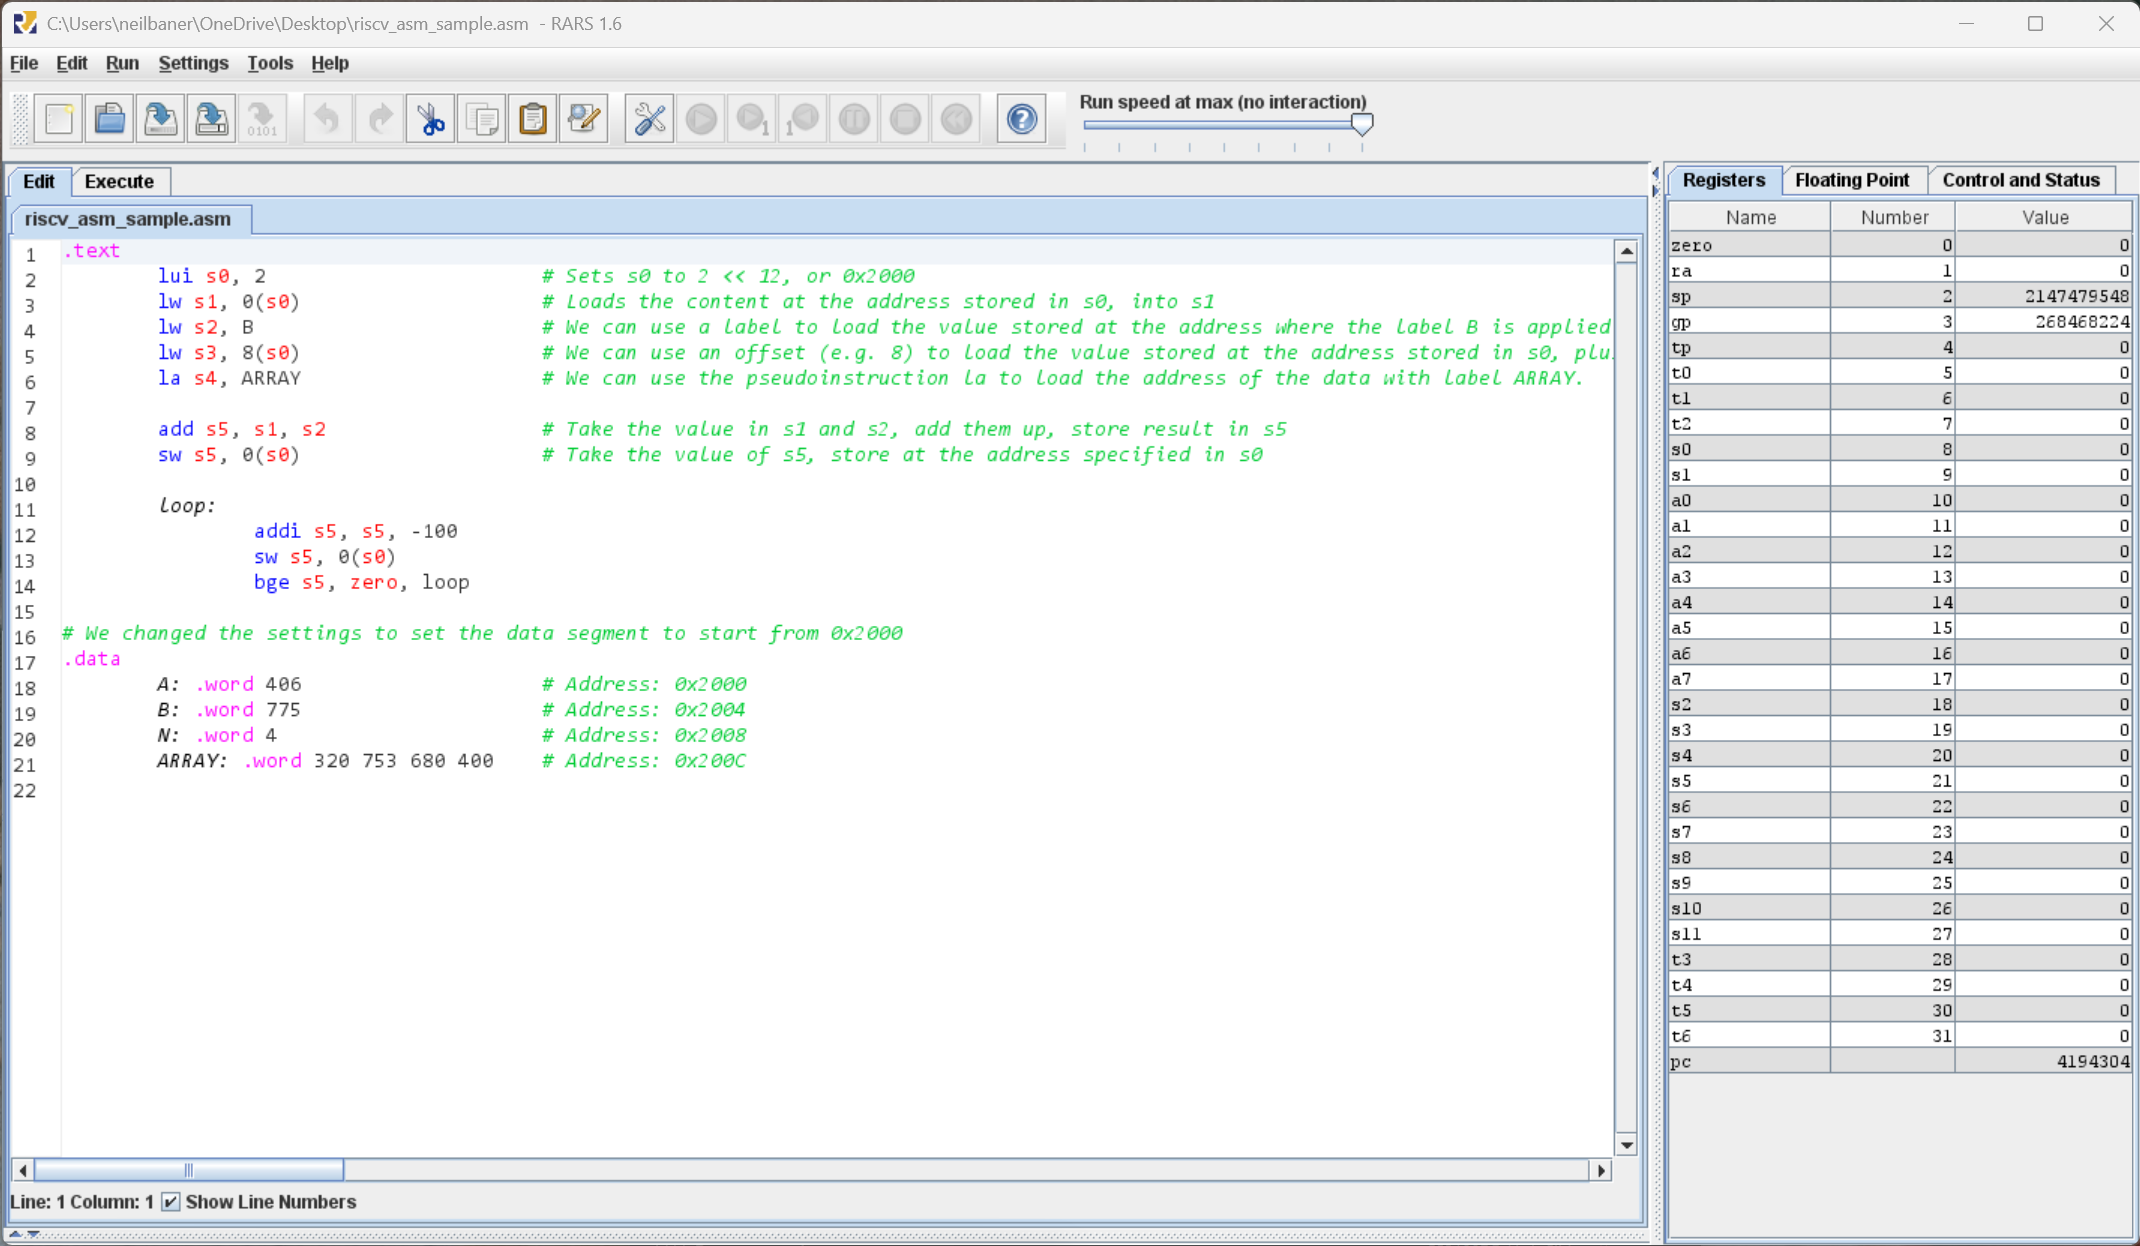 C:\Users\neilbaner\OneDrive\Desktop\riscv_asm_sample.asm - RARS 1.6
File Edit Run Settings Tools Help
Run speed at max (no interaction)
0101
1
1
Edit Execute
riscv_asm_sample.asm
1 .text
2 lui s0, 2 # Sets s0 to 2 << 12, or 0x2000
3 lw s1, 0(s0) # Loads the content at the address stored in s0, into s1
4 lw s2, B # We can use a label to load the value stored at the address where the label B is applied
5 lw s3, 8(s0) # We can use an offset (e.g. 8) to load the value stored at the address stored in s0, plu
6 la s4, ARRAY # We can use the pseudoinstruction la to load the address of the data with label ARRAY.
7
8 add s5, s1, s2 # Take the value in s1 and s2, add them up, store result in s5
9 sw s5, 0(s0) # Take the value of s5, store at the address specified in s0
10
11 loop:
12 addi s5, s5, -100
13 sw s5, 0(s0)
14 bge s5, zero, loop
15
16 # We changed the settings to set the data segment to start from 0x2000
17 .data
18 A: .word 406 # Address: 0x2000
19 B: .word 775 # Address: 0x2004
20 N: .word 4 # Address: 0x2008
21 ARRAY: .word 320 753 680 400 # Address: 0x200C
22
Line: 1 Column: 1 Show Line Numbers
Registers Floating Point Control and Status
Name Number Value
zero 0 0
ra 1 0
sp 2 2147479548
gp 3 268468224
tp 4 0
t0 5 0
t1 6 0
t2 7 0
s0 8 0
s1 9 0
a0 10 0
a1 11 0
a2 12 0
a3 13 0
a4 14 0
a5 15 0
a6 16 0
a7 17 0
s2 18 0
s3 19 0
s4 20 0
s5 21 0
s6 22 0
s7 23 0
s8 24 0
s9 25 0
s10 26 0
s11 27 0
t3 28 0
t4 29 0
t5 30 0
t6 31 0
pc 4194304